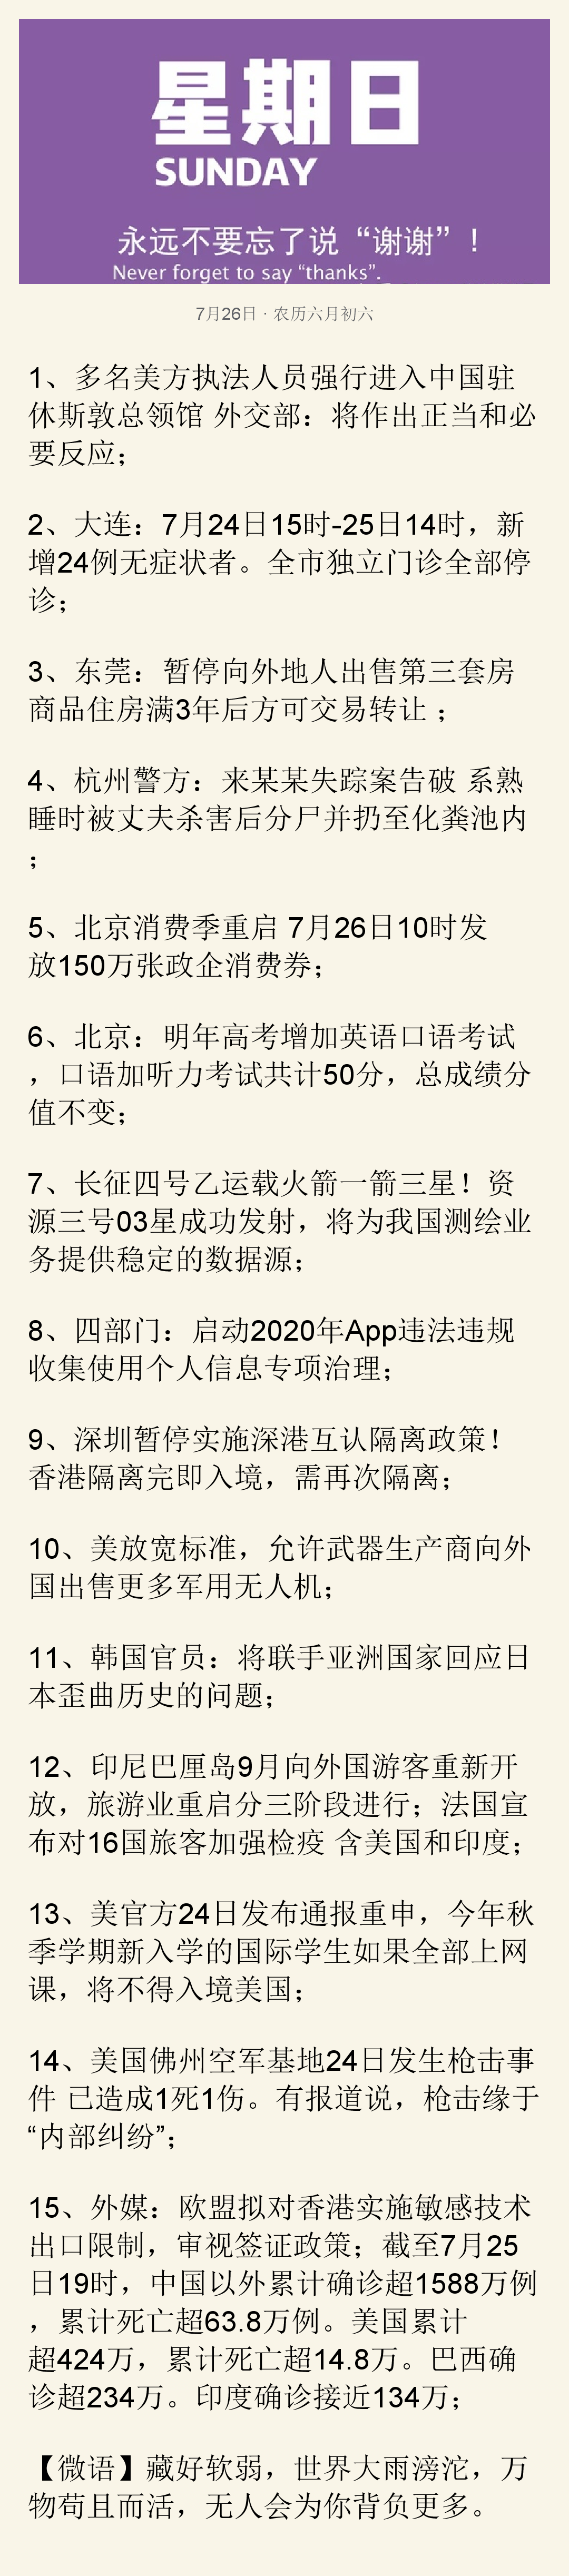 星期日
SUNDAY
永远不要忘了说“谢谢”！
Never forget to say “thanks”.
7月26日 · 农历六月初六
1、多名美方执法人员强行进入中国驻
休斯敦总领馆 外交部：将作出正当和必
要反应；
2、大连：7月24日15时-25日14时，新
增24例无症状者。全市独立门诊全部停
诊；
3、东莞：暂停向外地人出售第三套房
商品住房满3年后方可交易转让 ；
4、杭州警方：来某某失踪案告破 系熟
睡时被丈夫杀害后分尸并扔至化粪池内
；
5、北京消费季重启 7月26日10时发
放150万张政企消费券；
6、北京：明年高考增加英语口语考试
，口语加听力考试共计50分，总成绩分
值不变；
7、长征四号乙运载火箭一箭三星！资
源三号03星成功发射，将为我国测绘业
务提供稳定的数据源；
8、四部门：启动2020年App违法违规
收集使用个人信息专项治理；
9、深圳暂停实施深港互认隔离政策！
香港隔离完即入境，需再次隔离；
10、美放宽标准，允许武器生产商向外
国出售更多军用无人机；
11、韩国官员：将联手亚洲国家回应日
本歪曲历史的问题；
12、印尼巴厘岛9月向外国游客重新开
放，旅游业重启分三阶段进行；法国宣
布对16国旅客加强检疫 含美国和印度；
13、美官方24日发布通报重申，今年秋
季学期新入学的国际学生如果全部上网
课，将不得入境美国；
14、美国佛州空军基地24日发生枪击事
件 已造成1死1伤。有报道说，枪击缘于
“内部纠纷”；
15、外媒：欧盟拟对香港实施敏感技术
出口限制，审视签证政策；截至7月25
日19时，中国以外累计确诊超1588万例
，累计死亡超63.8万例。美国累计
超424万，累计死亡超14.8万。巴西确
诊超234万。印度确诊接近134万；
【微语】藏好软弱，世界大雨滂沱，万
物苟且而活，无人会为你背负更多。